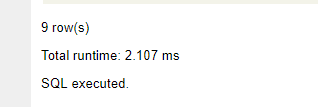 9 row(s)
Total runtime: 2.107 ms
SQL executed.